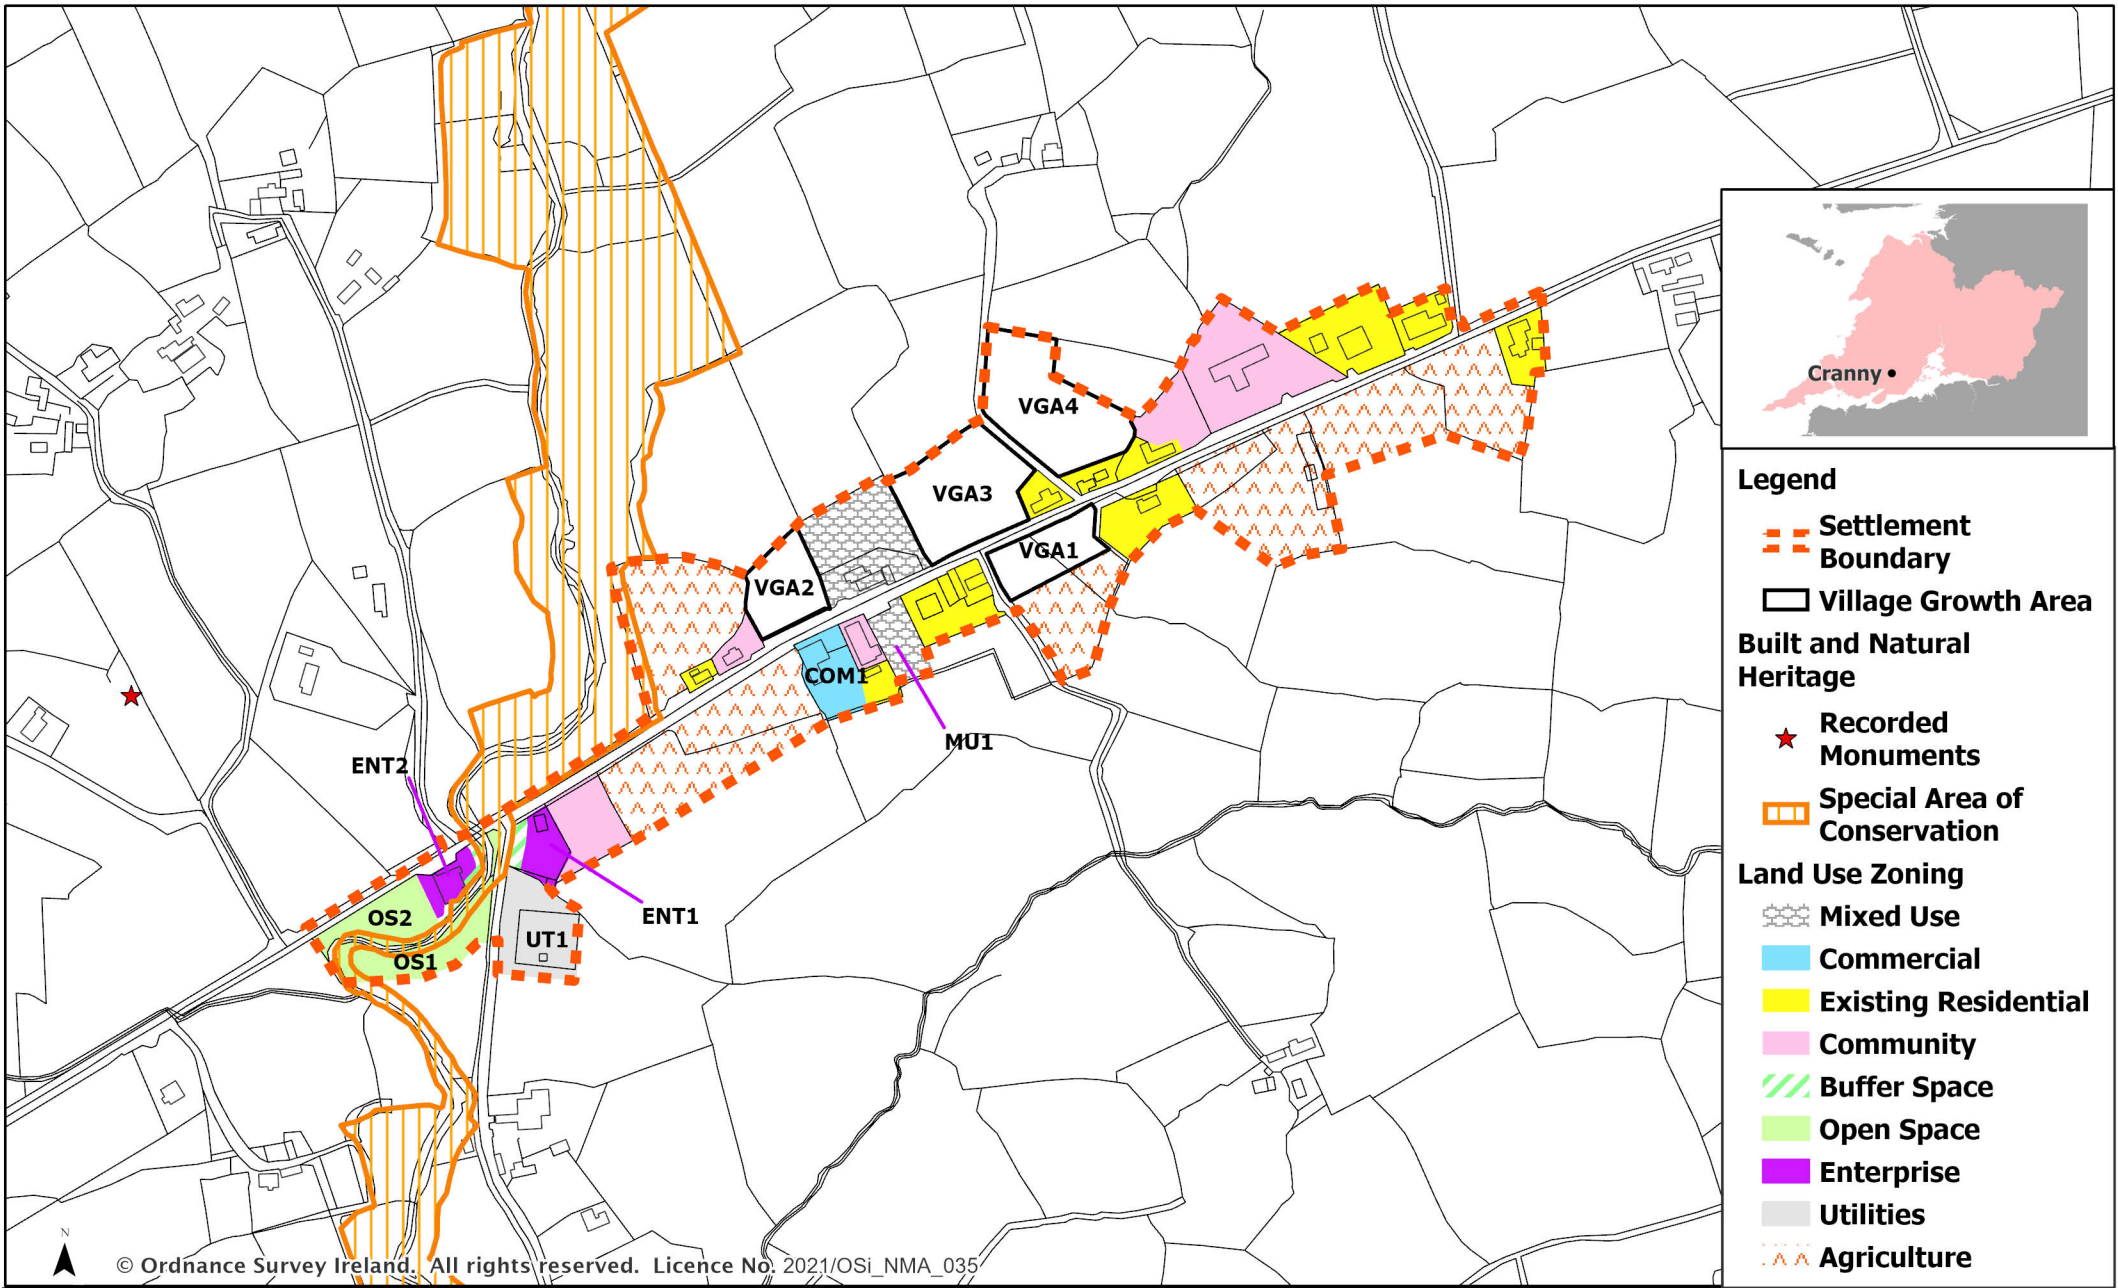 Cranny
VGA4
VGA3
VGA1
VGA2
COM1
MU1
ENT2
ENT1
OS2
UT1
OS1
Legend
Settlement
Boundary
Village Growth Area
Built and Natural
Heritage
Recorded
Monuments
Special Area of
Conservation
Land Use Zoning
Mixed Use
Commercial
Existing Residential
Community
Buffer Space
Open Space
Enterprise
Utilities
Agriculture
N
© Ordnance Survey Ireland. All rights reserved. Licence No. 2021/OSi_NMA_035